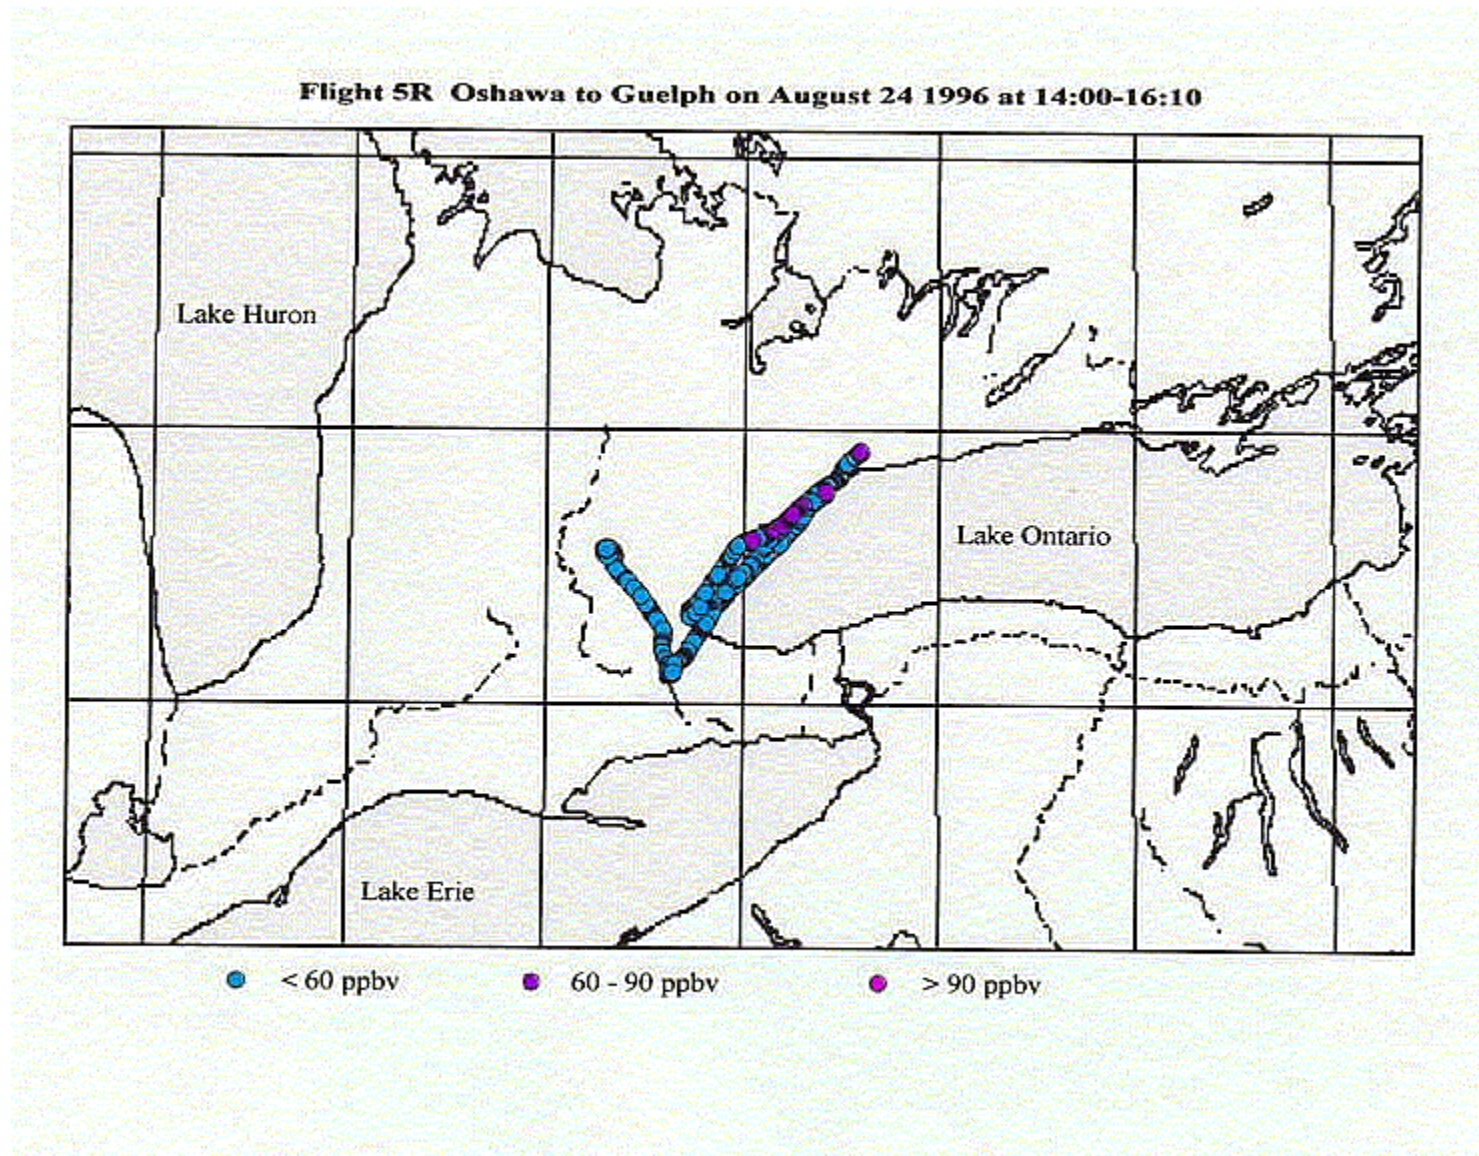 Flight 5R Oshawa to Guelph on August 24 1996 at 14:00-16:10
Lake Huron
Lake Ontario
Lake Erie
< 60 ppbv
60 - 90 ppbv
> 90 ppbv